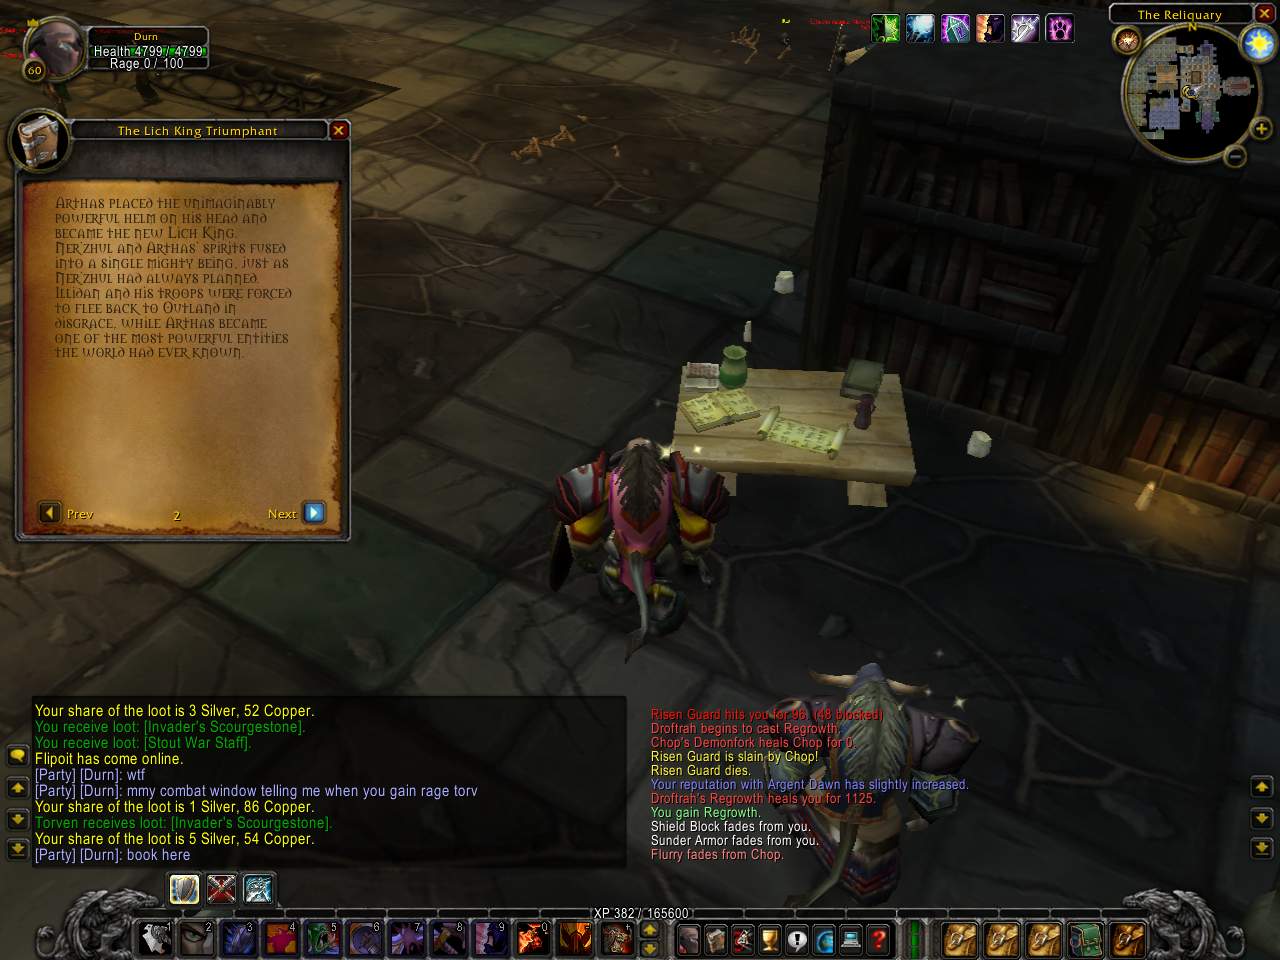 The Reliquary
N
Durn
Health 4799 / 4799
Rage 0 / 100
60
The Lich King Triumphant
Arthas placed the unimaginably
powerful helm on his head and
became the new Lich King.
Ner'zhul and Arthas' spirits fused
into a single mighty being, just as
Ner'zhul had always planned.
Illidan and his troops were forced
to flee back to Outland in
disgrace, while Arthas became
one of the most powerful entities
the world had ever known.
Prev 2 Next
Your share of the loot is 3 Silver, 52 Copper.
You receive loot: [Invader's Scourgestone].
You receive loot: [Stout War Staff].
Flipoit has come online.
[Party] [Durn]: wtf
[Party] [Durn]: mmy combat window telling me when you gain rage torv
Your share of the loot is 1 Silver, 86 Copper.
Torven receives loot: [Invader's Scourgestone].
Your share of the loot is 5 Silver, 54 Copper.
[Party] [Durn]: book here
Risen Guard hits you for 96. (48 blocked)
Droftrah begins to cast Regrowth.
Chop's Demonfork heals Chop for 0.
Risen Guard is slain by Chop!
Risen Guard dies.
Your reputation with Argent Dawn has slightly increased.
Droftrah's Regrowth heals you for 1125.
You gain Regrowth.
Shield Block fades from you.
Sunder Armor fades from you.
Flurry fades from Chop.
XP 382 / 165600
1 2 3 4 5 6 7 8 9 0 - +